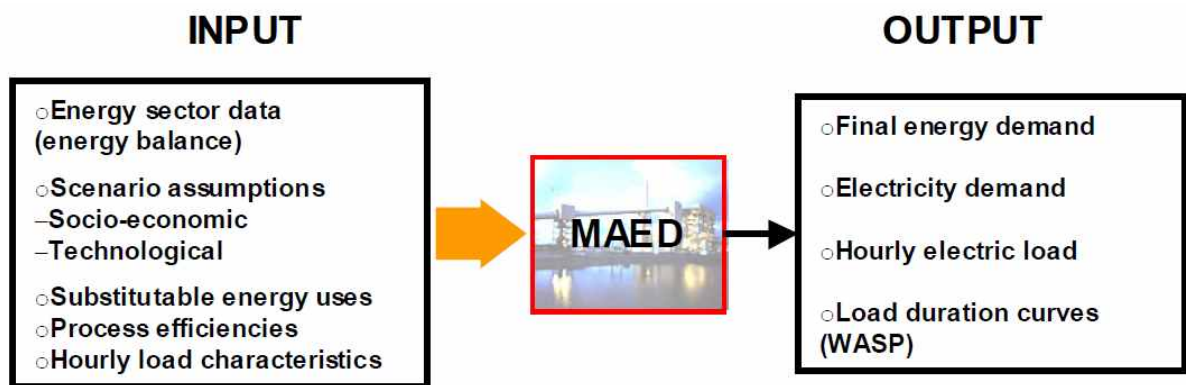 INPUT
○Energy sector data
(energy balance)
○Scenario assumptions
–Socio-economic
–Technological
○Substitutable energy uses
○Process efficiencies
○Hourly load characteristics
MAED
OUTPUT
○Final energy demand
○Electricity demand
○Hourly electric load
○Load duration curves
(WASP)